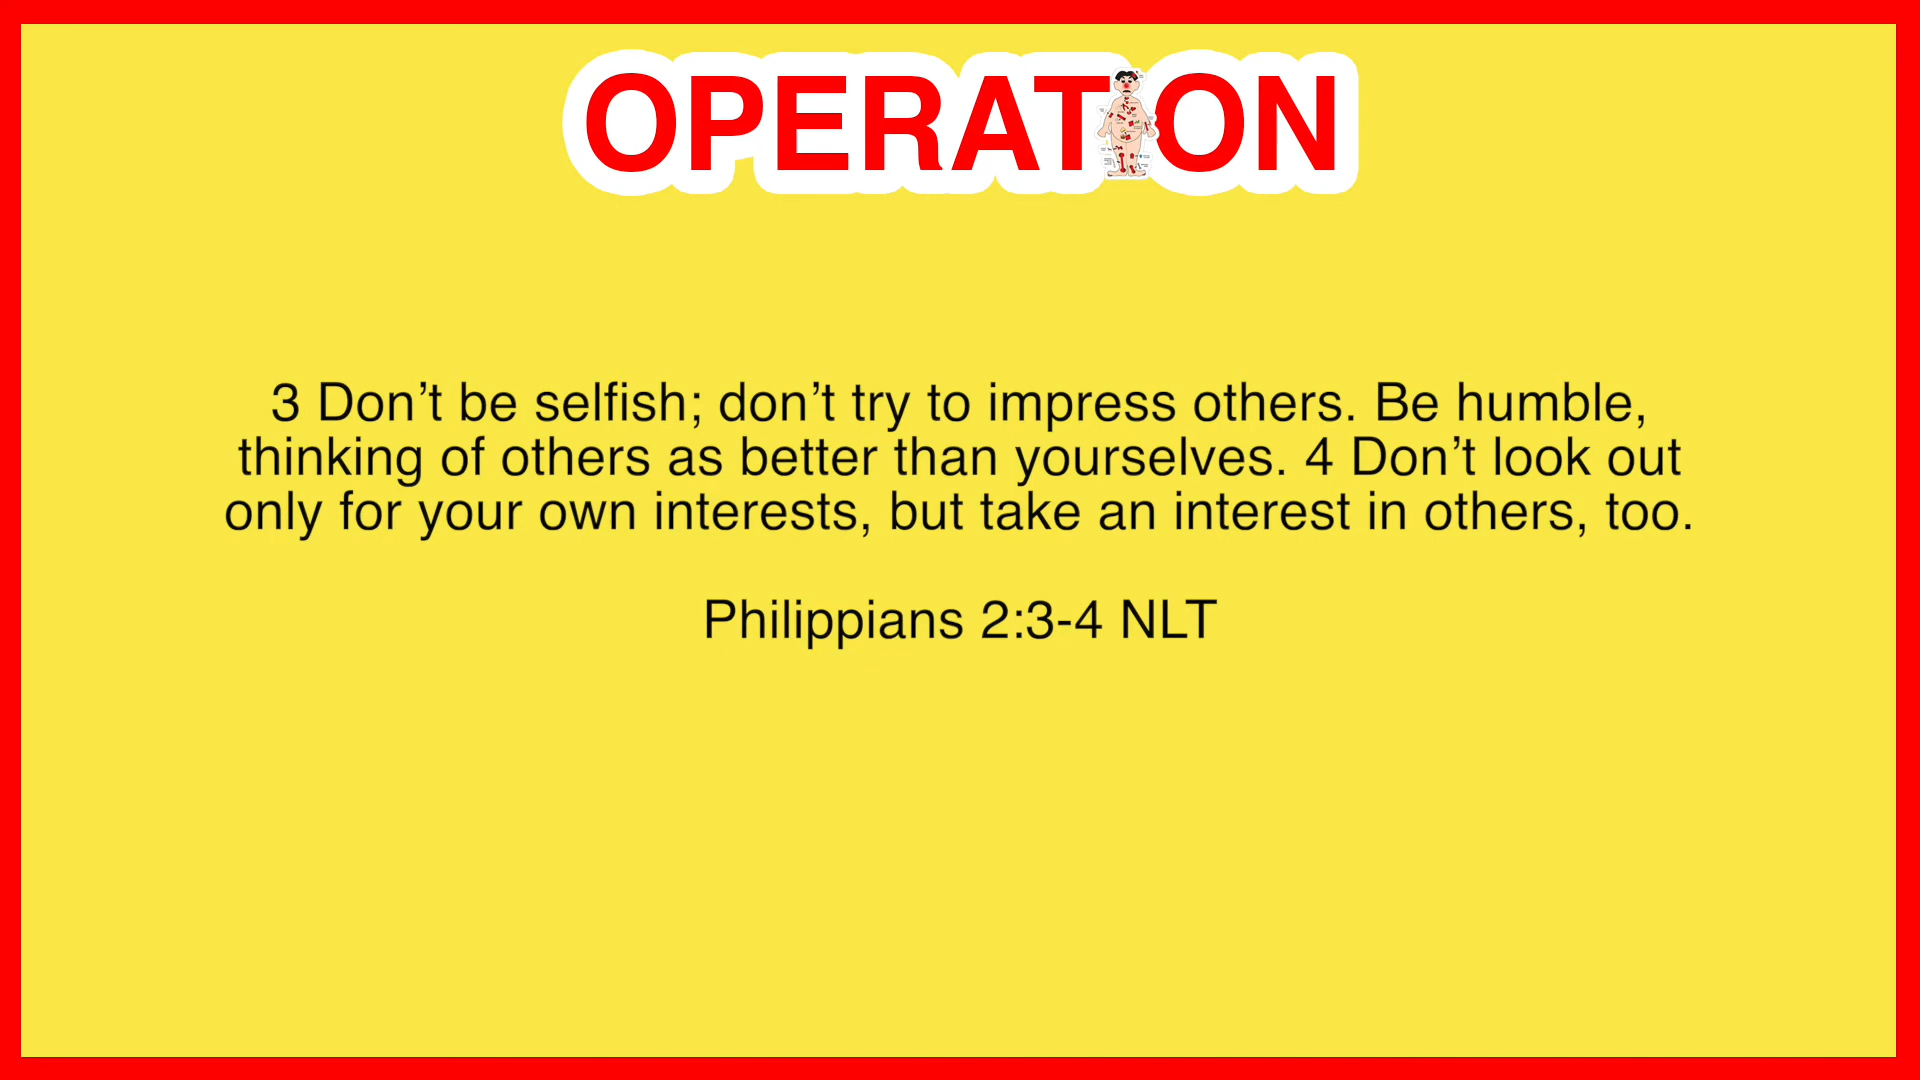 OPERATION
3 Don’t be selfish; don’t try to impress others. Be humble,
thinking of others as better than yourselves. 4 Don’t look out
only for your own interests, but take an interest in others, too.
Philippians 2:3-4 NLT